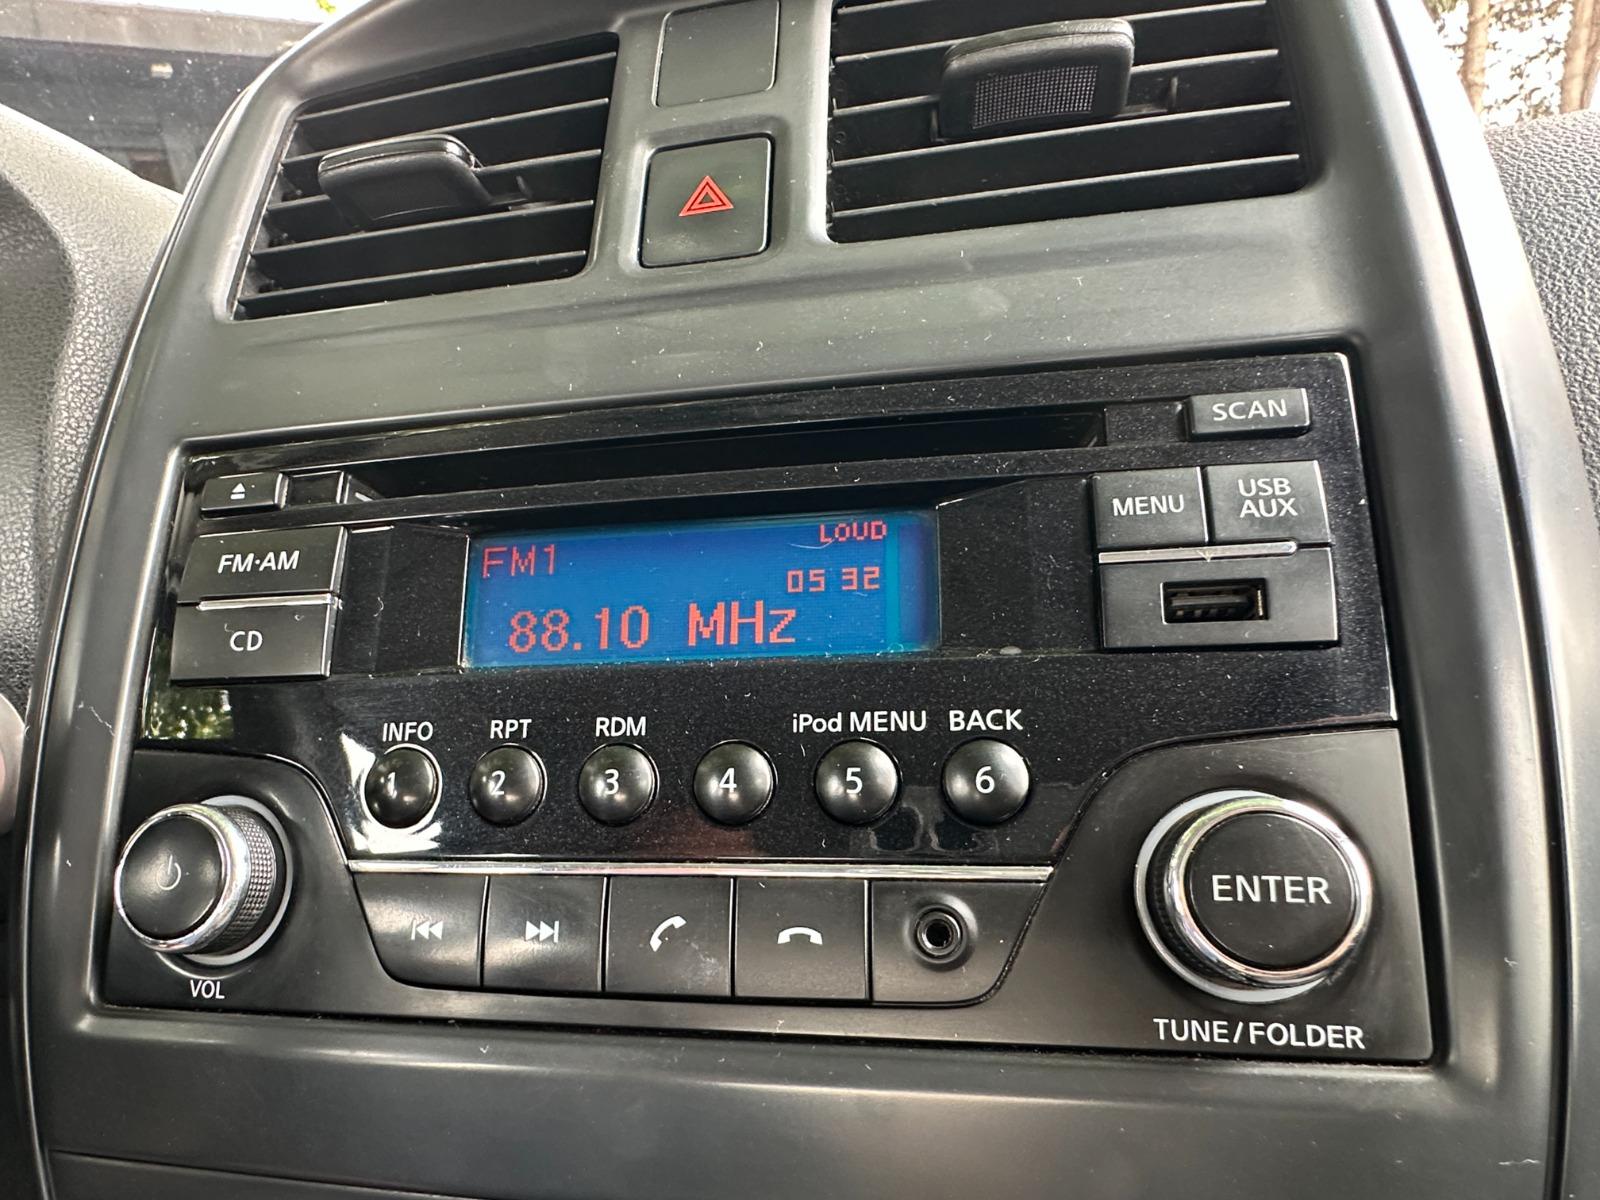 SCAN
MENU
USB
AUX
FM·AM
CD
FM1
LOUD
05 32
88.10 MHz
INFO
RPT
RDM
iPod MENU
BACK
1
2
3
4
5
6
ENTER
VOL
TUNE/FOLDER